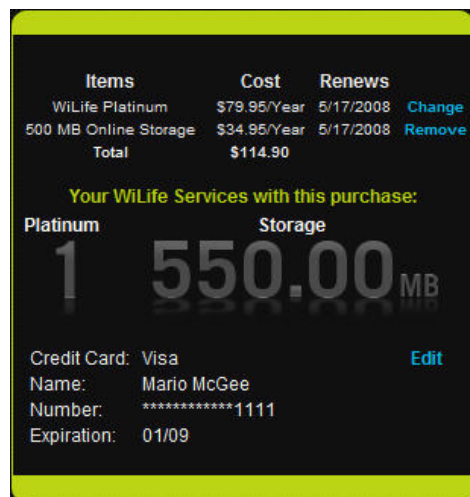 Items Cost Renews
WiLife Platinum $79.95/Year 5/17/2008 Change
500 MB Online Storage $34.95/Year 5/17/2008 Remove
Total $114.90
Your WiLife Services with this purchase:
Platinum Storage
1 550.00 MB
Credit Card: Visa Edit
Name: Mario McGee
Number: ************1111
Expiration: 01/09